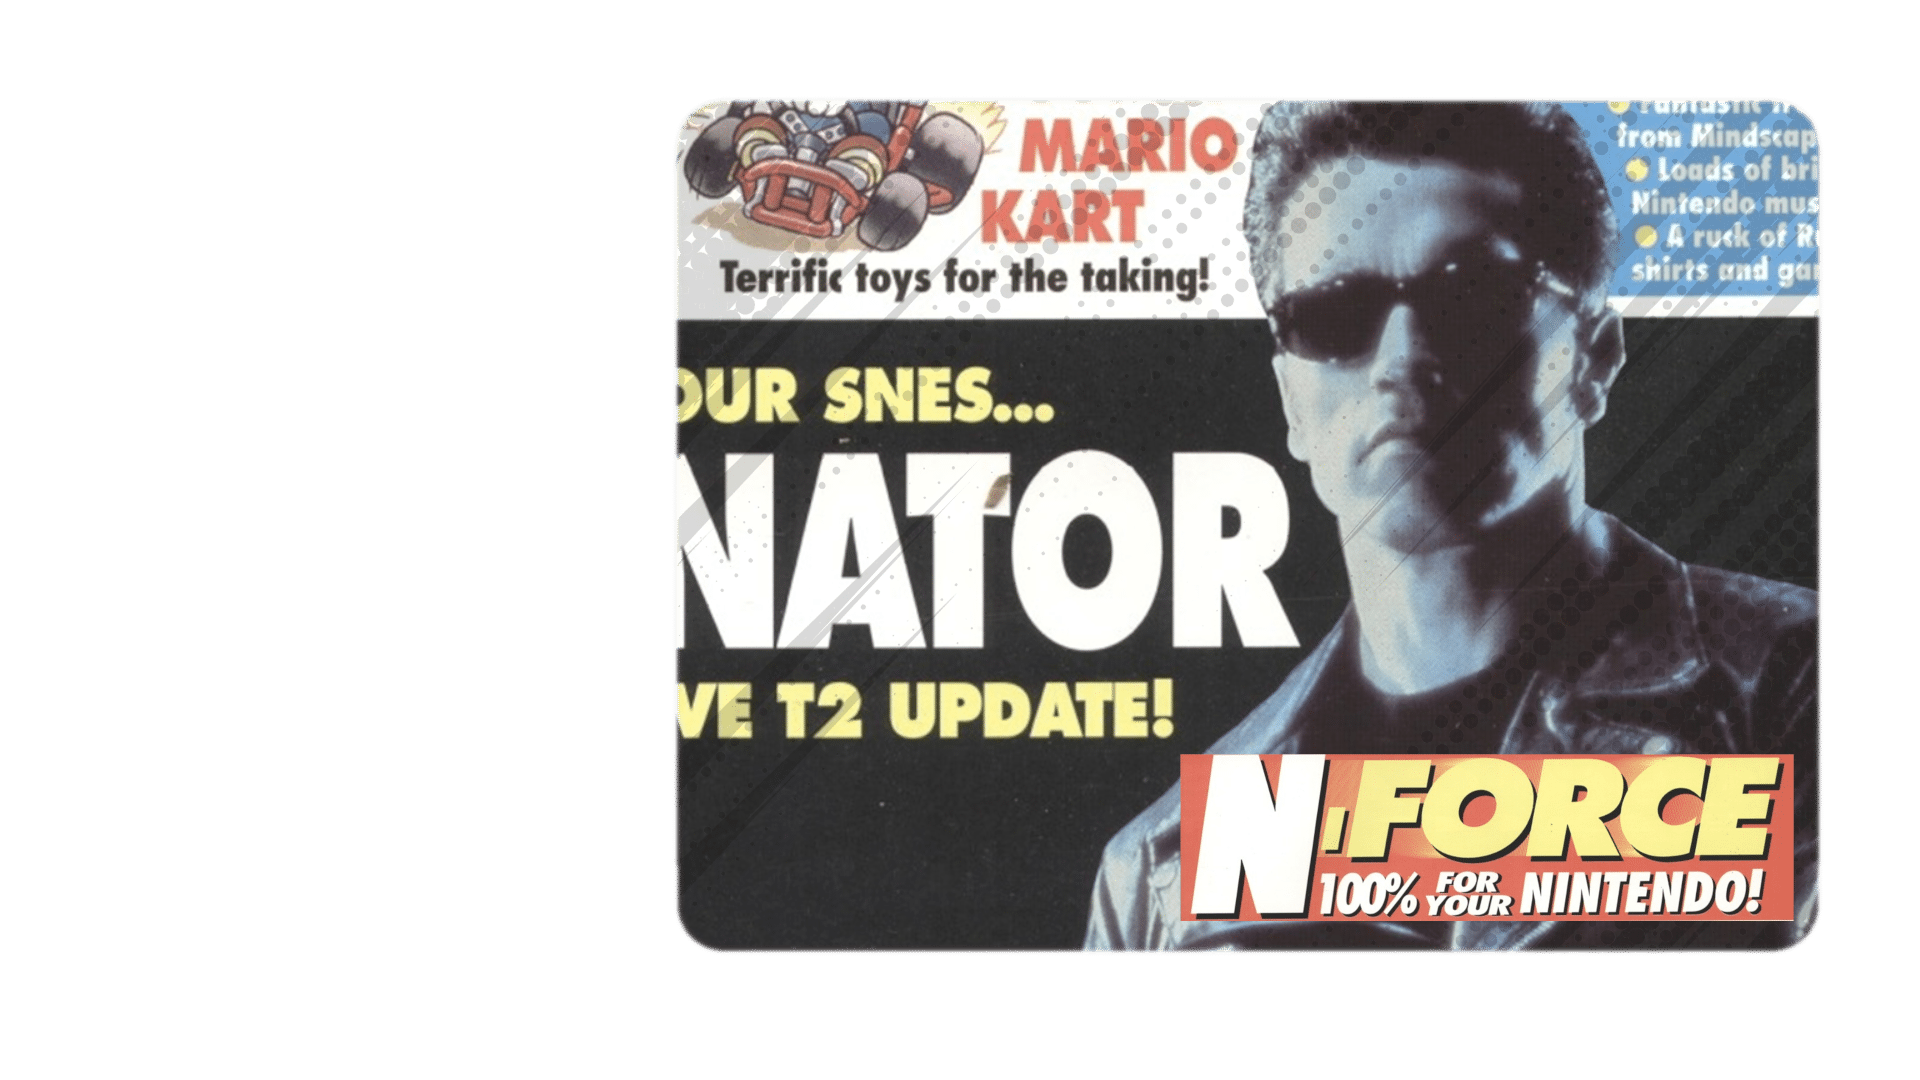 MARIO
KART
Terrific toys for the taking!
from Mindscap
Loads of bri
Nintendo mus
A ruck of R
shirts and ga
OUR SNES...
NATOR
VE T2 UPDATE!
N-FORCE
100% FOR YOUR NINTENDO!